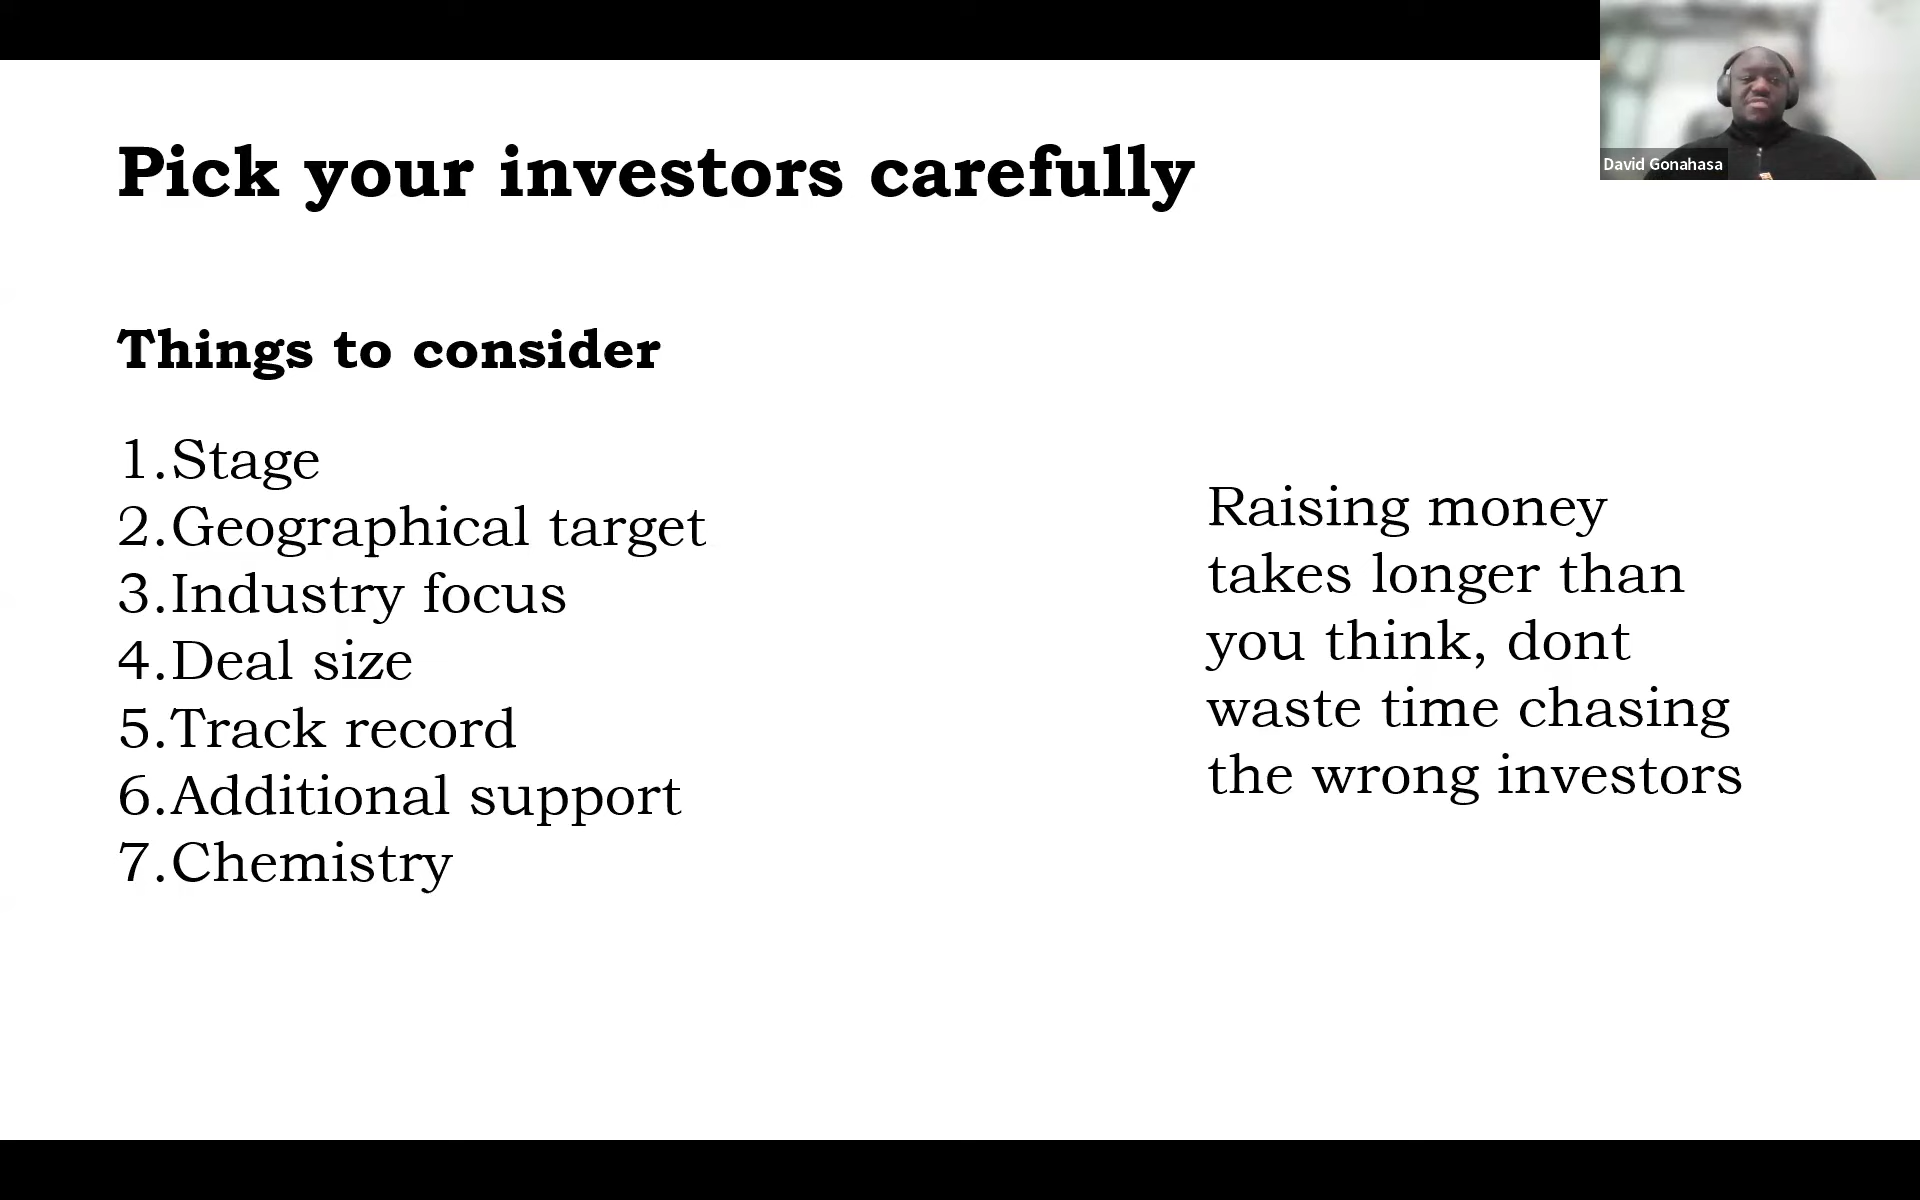 Pick your investors carefully
David Gonahasa
Things to consider
1.Stage
2.Geographical target
3.Industry focus
4.Deal size
5.Track record
6.Additional support
7.Chemistry
Raising money
takes longer than
you think, dont
waste time chasing
the wrong investors